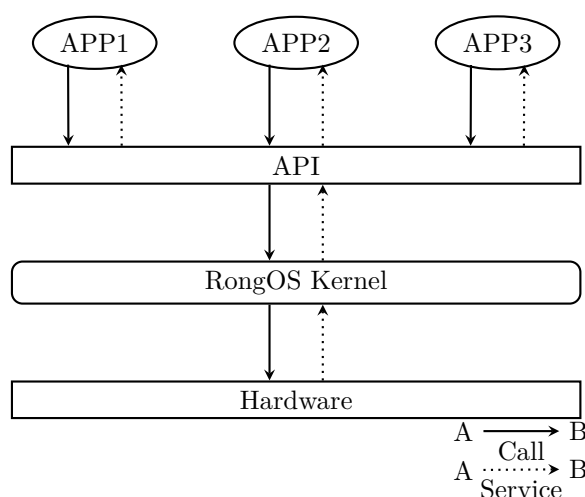 APP1 APP2 APP3
API
RongOS Kernel
Hardware
A B
Call
A B
Service